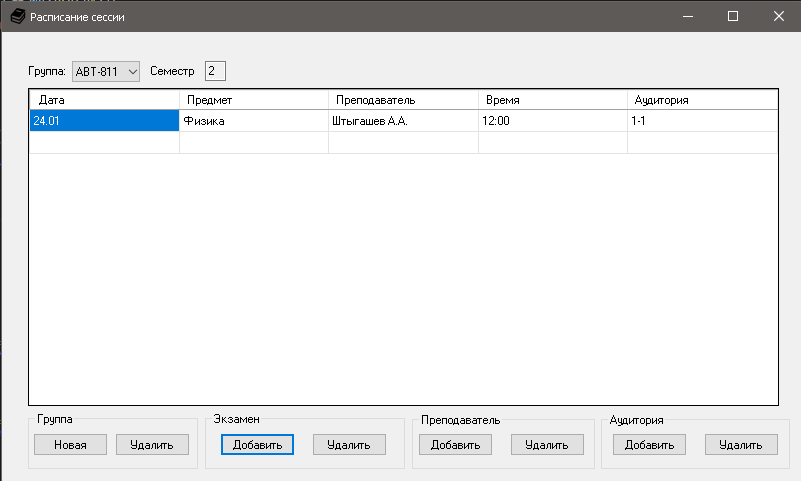 Расписание сессии
Группа: АВТ-811 Семестр 2
Дата Предмет Преподаватель Время Аудитория
24.01 Физика Штыгашев А.А. 12:00 1-1
Группа Экзамен Преподаватель Аудитория
Новая Удалить Добавить Удалить Добавить Удалить Добавить Удалить